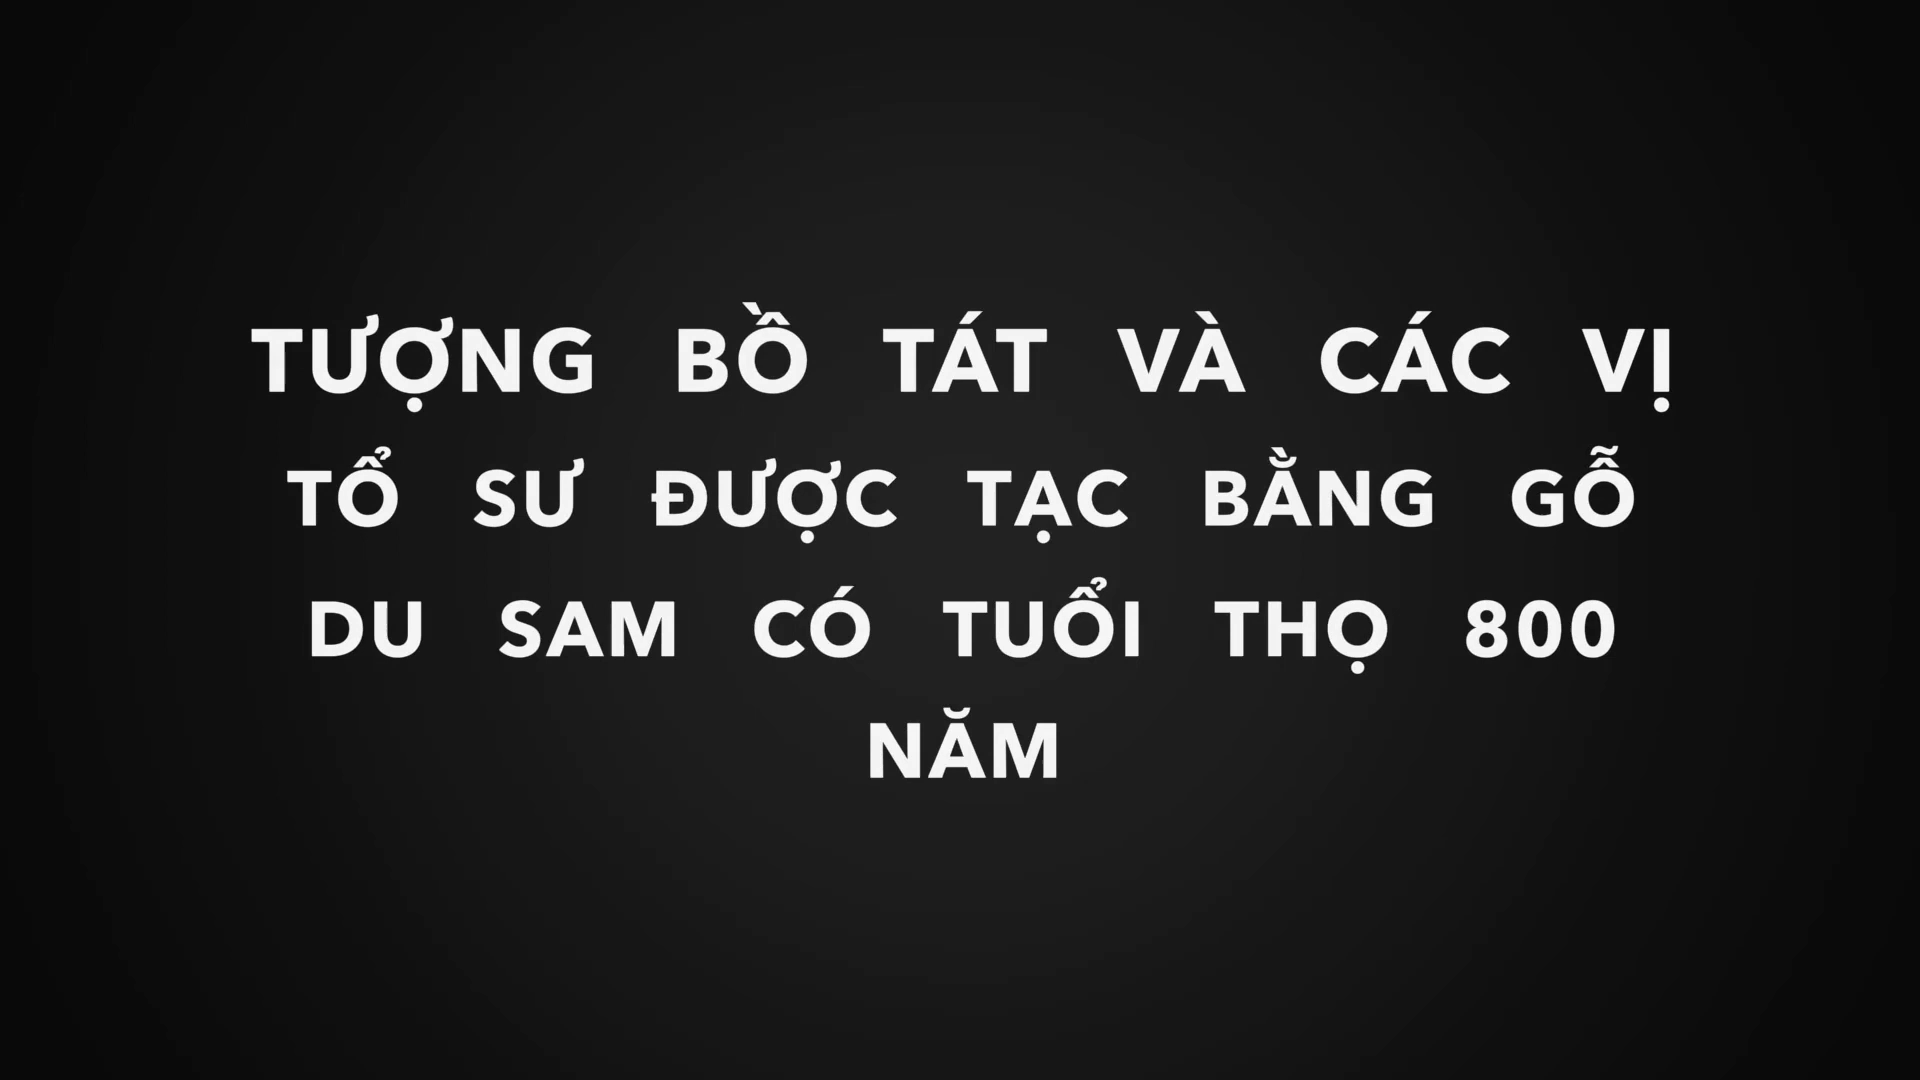 TƯỢNG BỒ TÁT VÀ CÁC VỊ
TỔ SƯ ĐƯỢC TẠC BẰNG GỖ
DU SAM CÓ TUỔI THỌ 800
NĂM